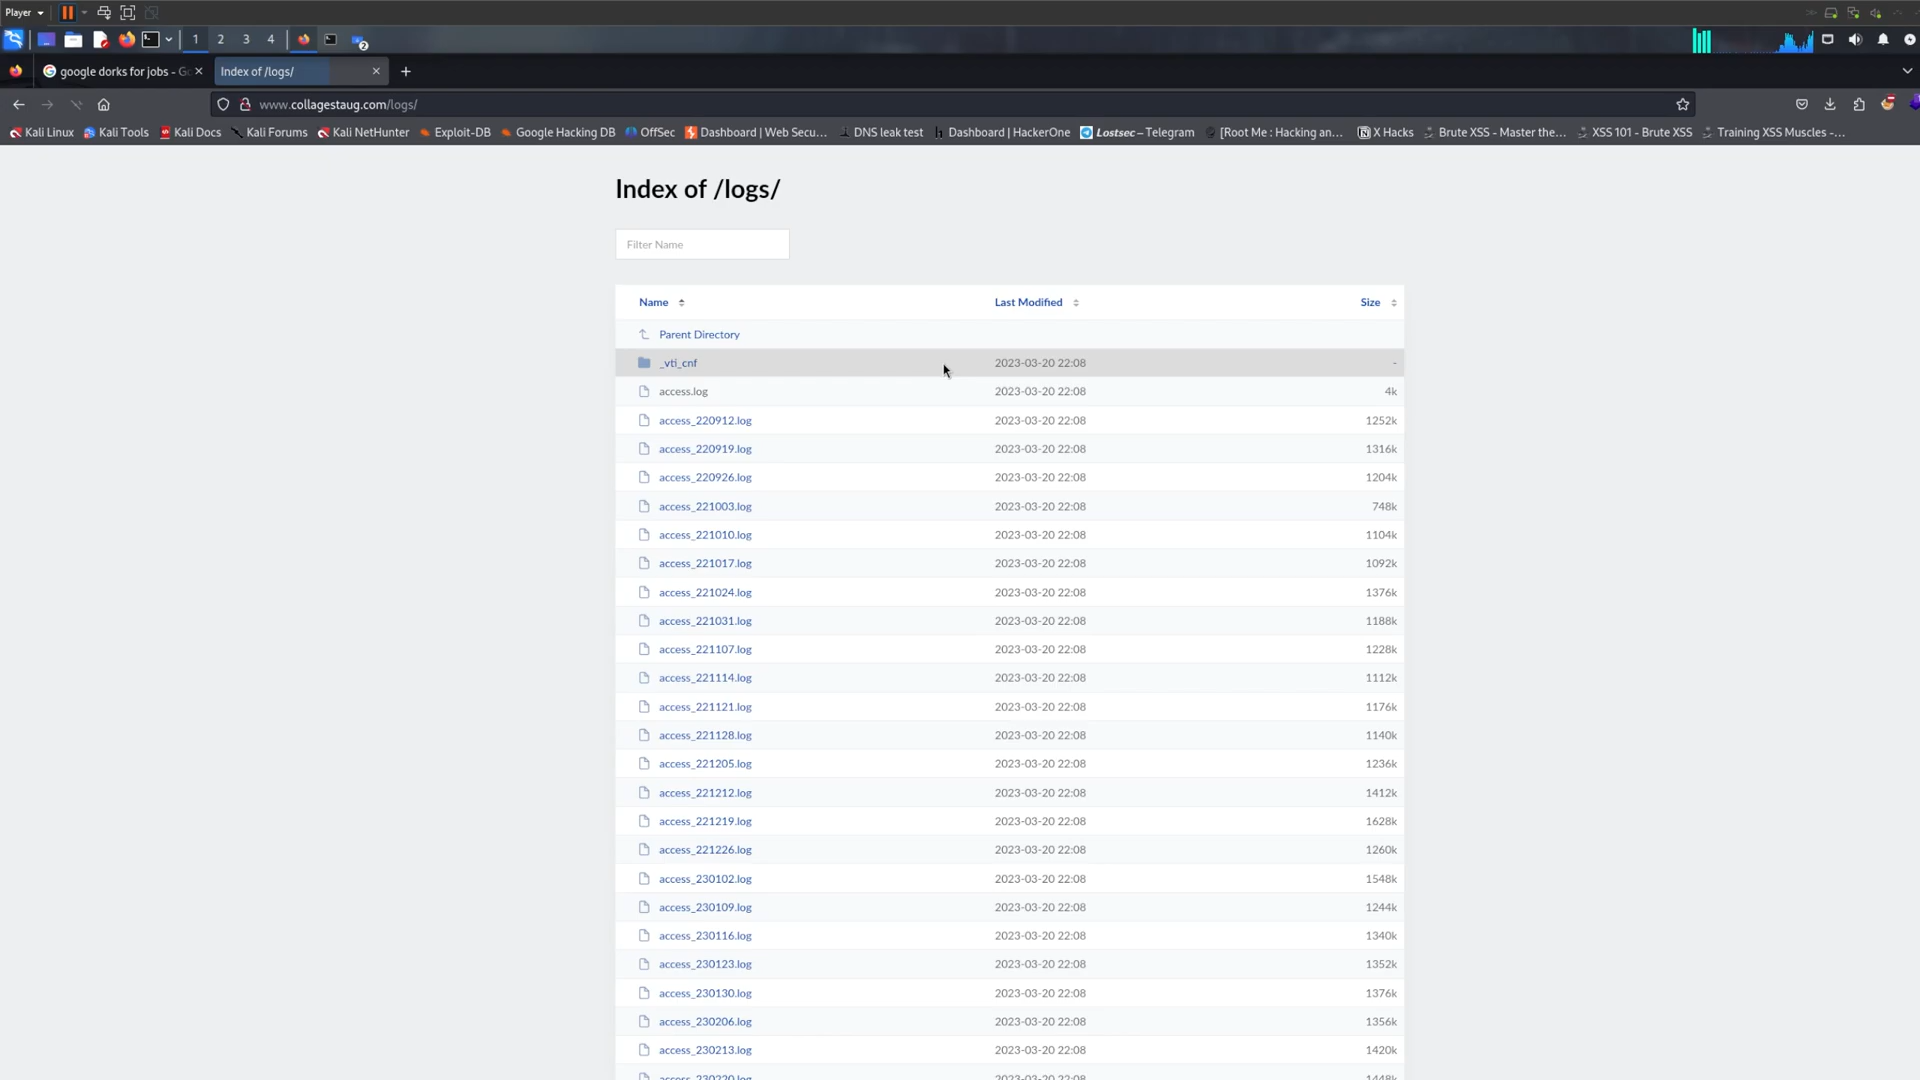 Player
1 2 3 4 2
google dorks for jobs - Go
Index of /logs/
www.collagestaug.com/logs/
Kali Linux Kali Tools Kali Docs Kali Forums Kali NetHunter Exploit-DB Google Hacking DB OffSec Dashboard | Web Secu... DNS leak test Dashboard | HackerOne Lostsec – Telegram [Root Me : Hacking an... X Hacks Brute XSS - Master the... XSS 101 - Brute XSS Training XSS Muscles -...
Index of /logs/
Filter Name
Name Last Modified Size
Parent Directory
_vti_cnf 2023-03-20 22:08 -
access.log 2023-03-20 22:08 4k
access_220912.log 2023-03-20 22:08 1252k
access_220919.log 2023-03-20 22:08 1316k
access_220926.log 2023-03-20 22:08 1204k
access_221003.log 2023-03-20 22:08 748k
access_221010.log 2023-03-20 22:08 1104k
access_221017.log 2023-03-20 22:08 1092k
access_221024.log 2023-03-20 22:08 1376k
access_221031.log 2023-03-20 22:08 1188k
access_221107.log 2023-03-20 22:08 1228k
access_221114.log 2023-03-20 22:08 1112k
access_221121.log 2023-03-20 22:08 1176k
access_221128.log 2023-03-20 22:08 1140k
access_221205.log 2023-03-20 22:08 1236k
access_221212.log 2023-03-20 22:08 1412k
access_221219.log 2023-03-20 22:08 1628k
access_221226.log 2023-03-20 22:08 1260k
access_230102.log 2023-03-20 22:08 1548k
access_230109.log 2023-03-20 22:08 1244k
access_230116.log 2023-03-20 22:08 1340k
access_230123.log 2023-03-20 22:08 1352k
access_230130.log 2023-03-20 22:08 1376k
access_230206.log 2023-03-20 22:08 1356k
access_230213.log 2023-03-20 22:08 1420k
access_230220.log 2023-03-20 22:08 1448k